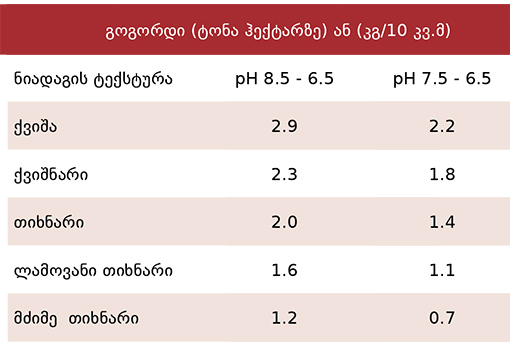 გოგორდი (ტონა ჰექტარზე) ან (კგ/10 კვ.მ)
ნიადაგის ტექსტურა pH 8.5 - 6.5 pH 7.5 - 6.5
ქვიშა 2.9 2.2
ქვიშნარი 2.3 1.8
თიხნარი 2.0 1.4
ლამოვანი თიხნარი 1.6 1.1
მძიმე თიხნარი 1.2 0.7